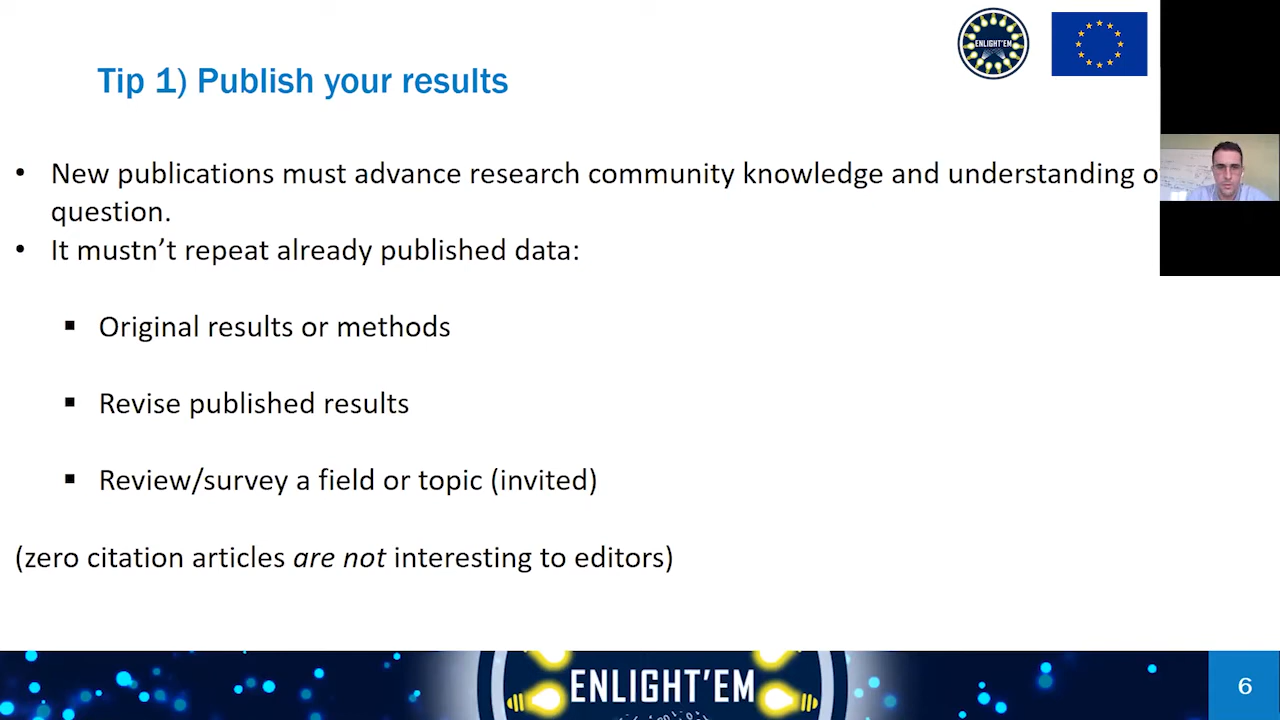 ENLIGHT'EM
Tip 1) Publish your results
• New publications must advance research community knowledge and understanding o
question.
• It mustn’t repeat already published data:
▪ Original results or methods
▪ Revise published results
▪ Review/survey a field or topic (invited)
(zero citation articles are not interesting to editors)
ENLIGHT'EM
6